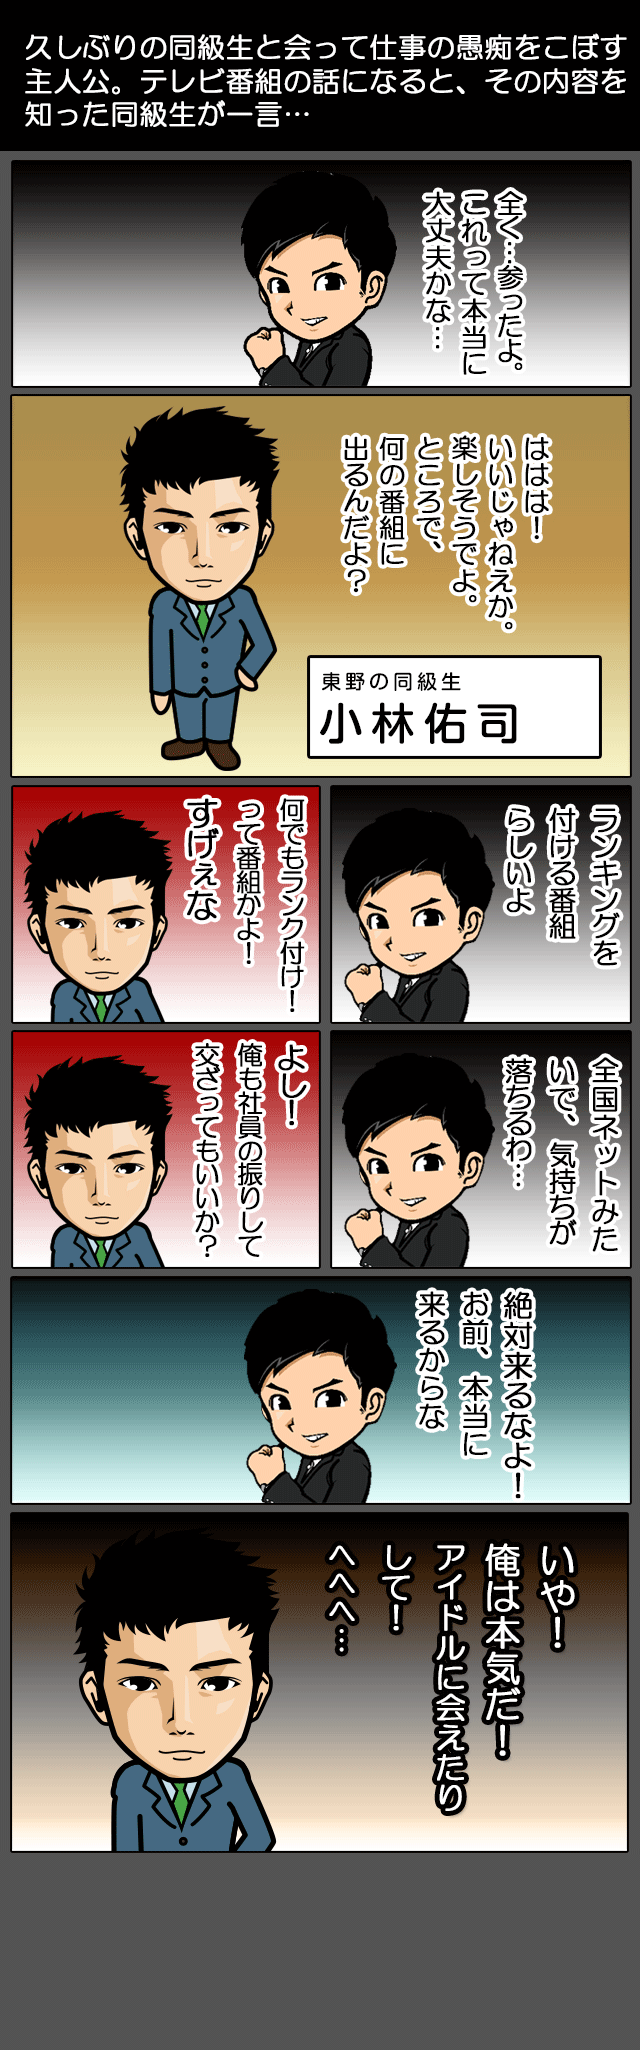 久しぶりの同級生と会って仕事の愚痴をこぼす
主人公。テレビ番組の話になると、その内容を
知った同級生が一言…
全く…参ったよ。
これって本当に
大丈夫かな…
ははは！
いいじゃねえか。
楽しそうでよ。
ところで、
何の番組に
出るんだよ？
東野の同級生
小林佑司
ランキングを
付ける番組
らしいよ
何でもランク付け！
って番組かよ！
すげぇな
全国ネットみた
いで、気持ちが
落ちるわ…
よし！
俺も社員の振りして
交ざってもいいか？
絶対来るなよ！
お前、本当に
来るからな
いや！
俺は本気だ！
アイドルに会えたり
して！
へへへ…